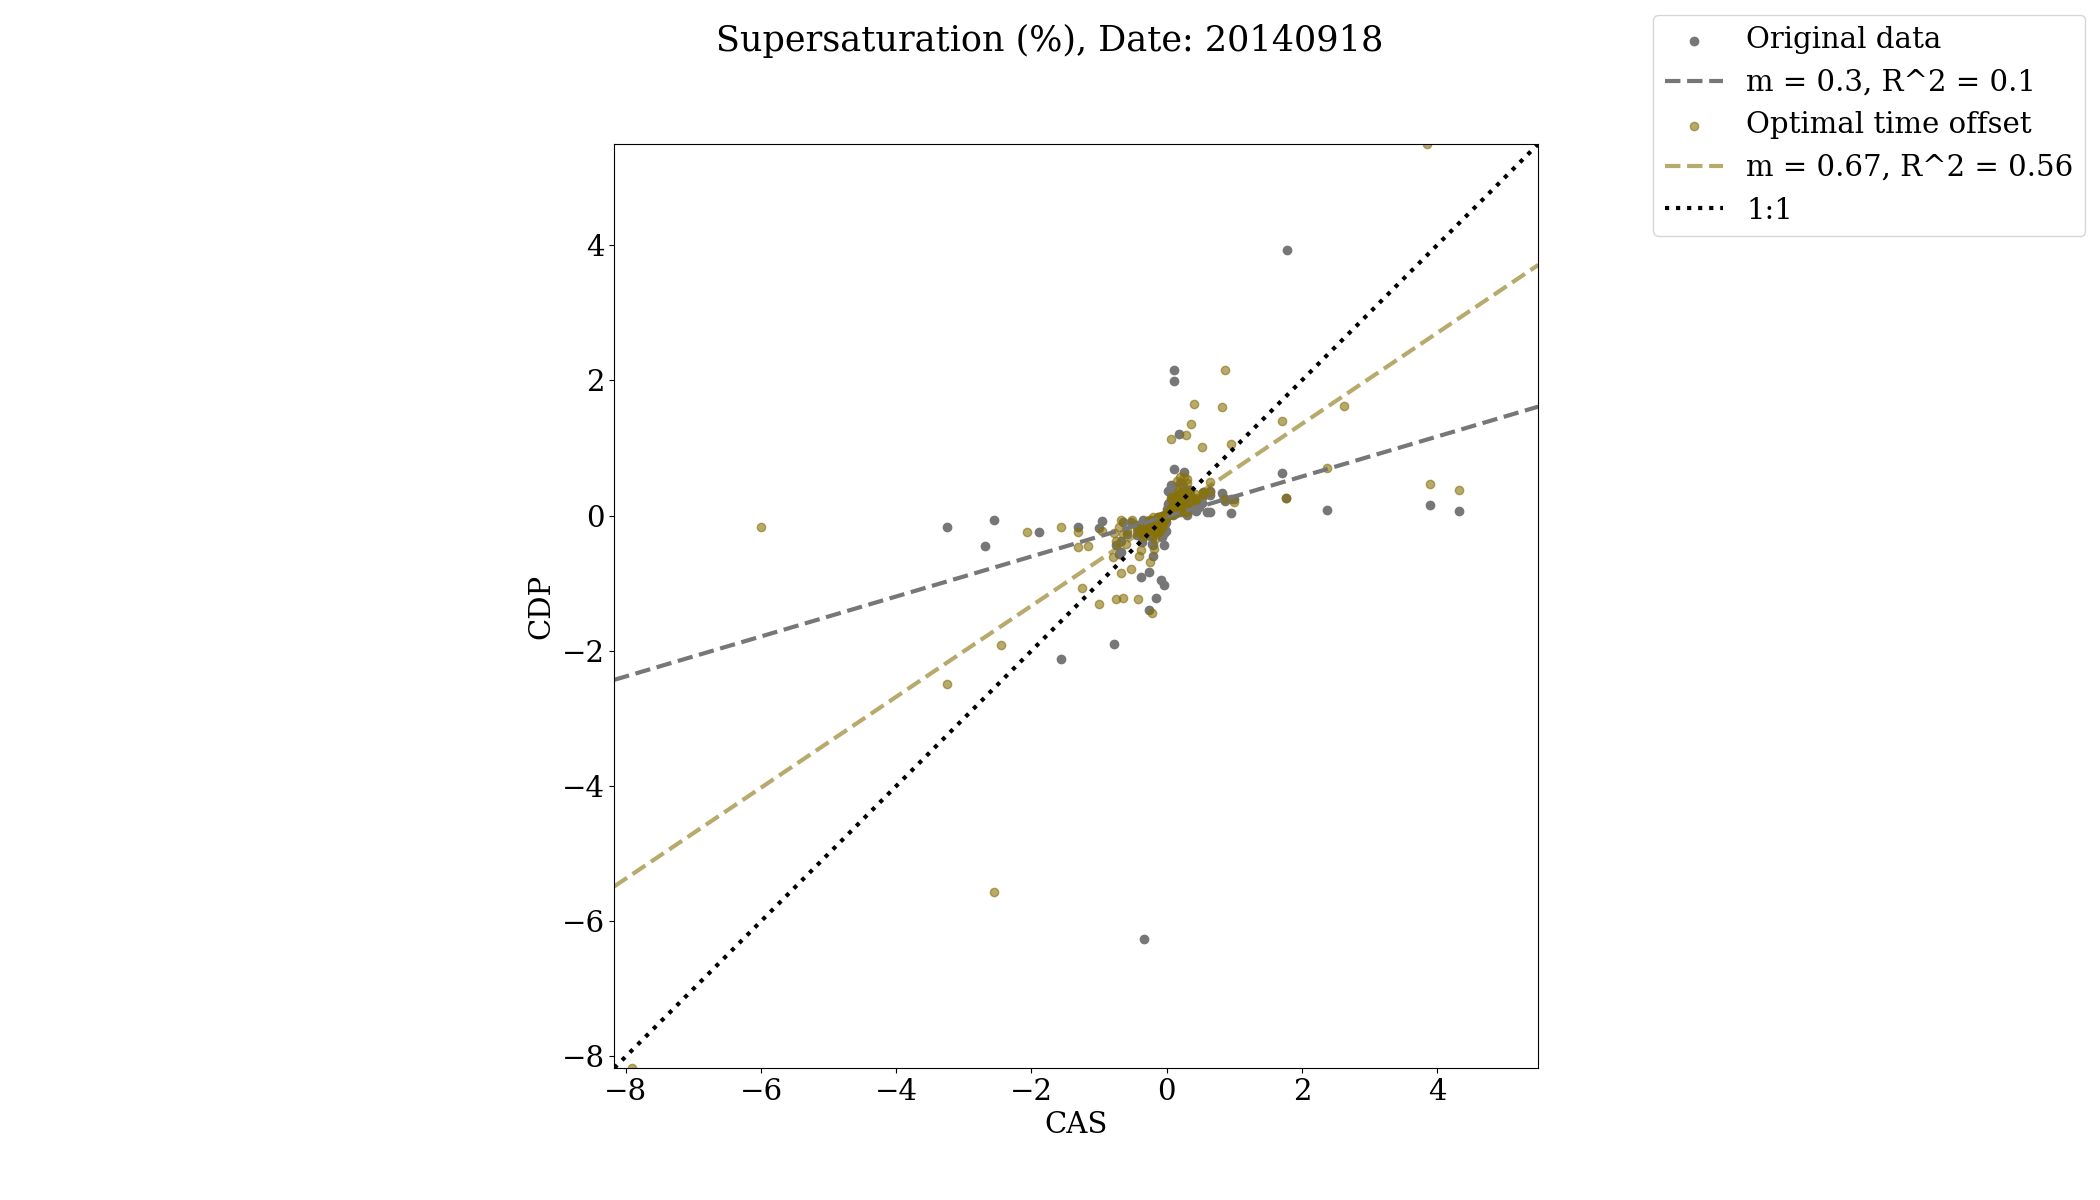 Supersaturation (%), Date: 20140918
Original data
m = 0.3, R^2 = 0.1
Optimal time offset
m = 0.67, R^2 = 0.56
1:1
4
2
0
−2
−4
−6
−8
CDP
−8 −6 −4 −2 0 2 4
CAS